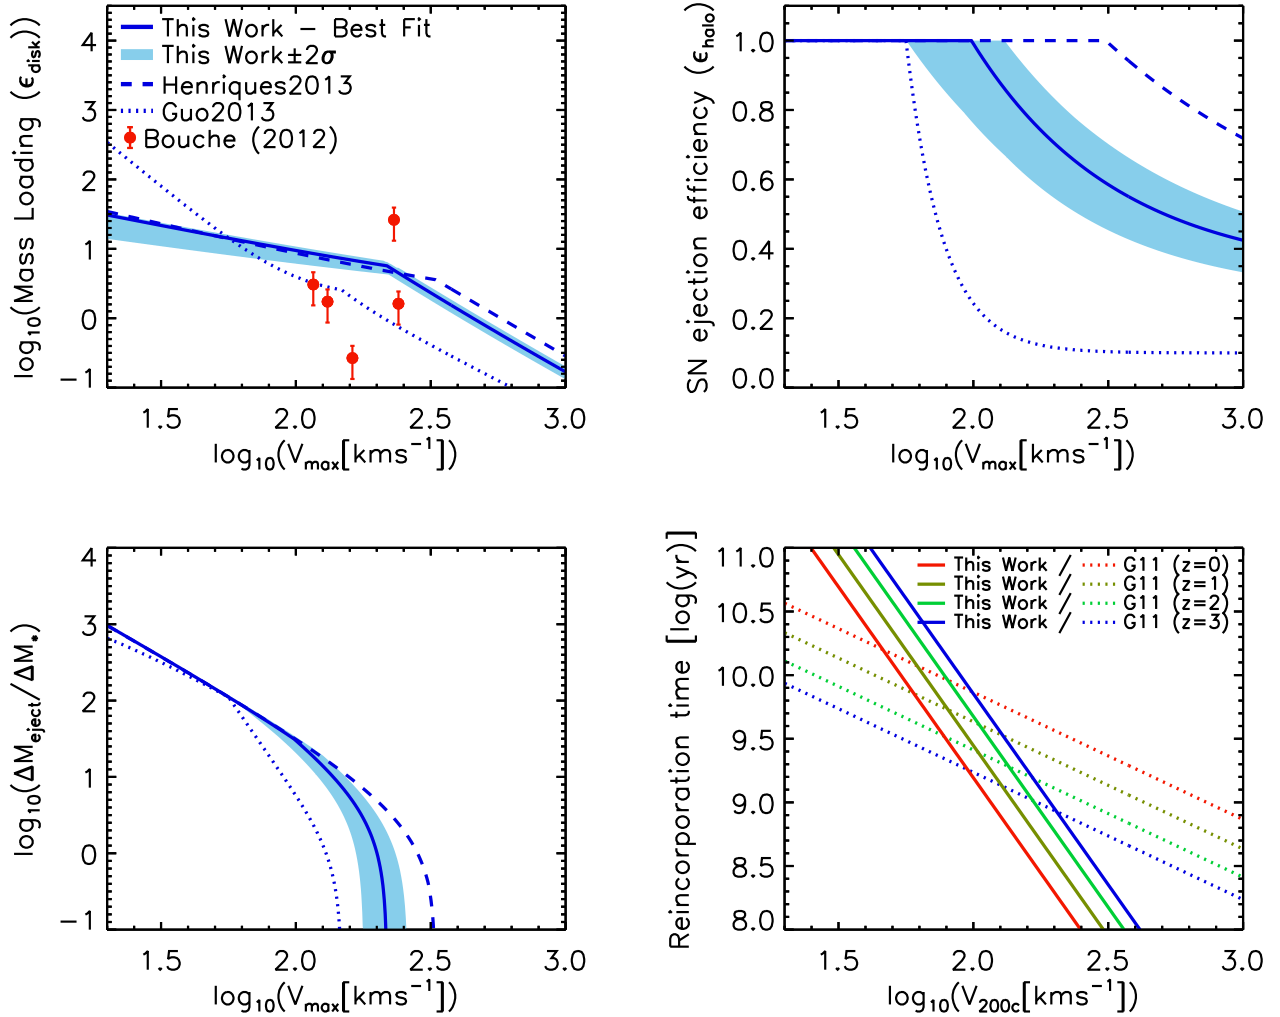 This Work – Best Fit
This Work±2σ
Henriques2013
Guo2013
Bouche (2012)
4
3
2
1
0
−1
1.5 2.0 2.5 3.0
log10(Mass Loading (ϵdisk))
log10(Vmax[kms−1])
1.0
0.8
0.6
0.4
0.2
0.0
1.5 2.0 2.5 3.0
SN ejection efficiency (ϵhalo)
log10(Vmax[kms−1])
4
3
2
1
0
−1
1.5 2.0 2.5 3.0
log10(ΔMeject/ΔM*)
log10(Vmax[kms−1])
This Work / G11 (z=0)
This Work / G11 (z=1)
This Work / G11 (z=2)
This Work / G11 (z=3)
11.0
10.5
10.0
9.5
9.0
8.5
8.0
1.5 2.0 2.5 3.0
Reincorporation time [log(yr)]
log10(V200c[kms−1])